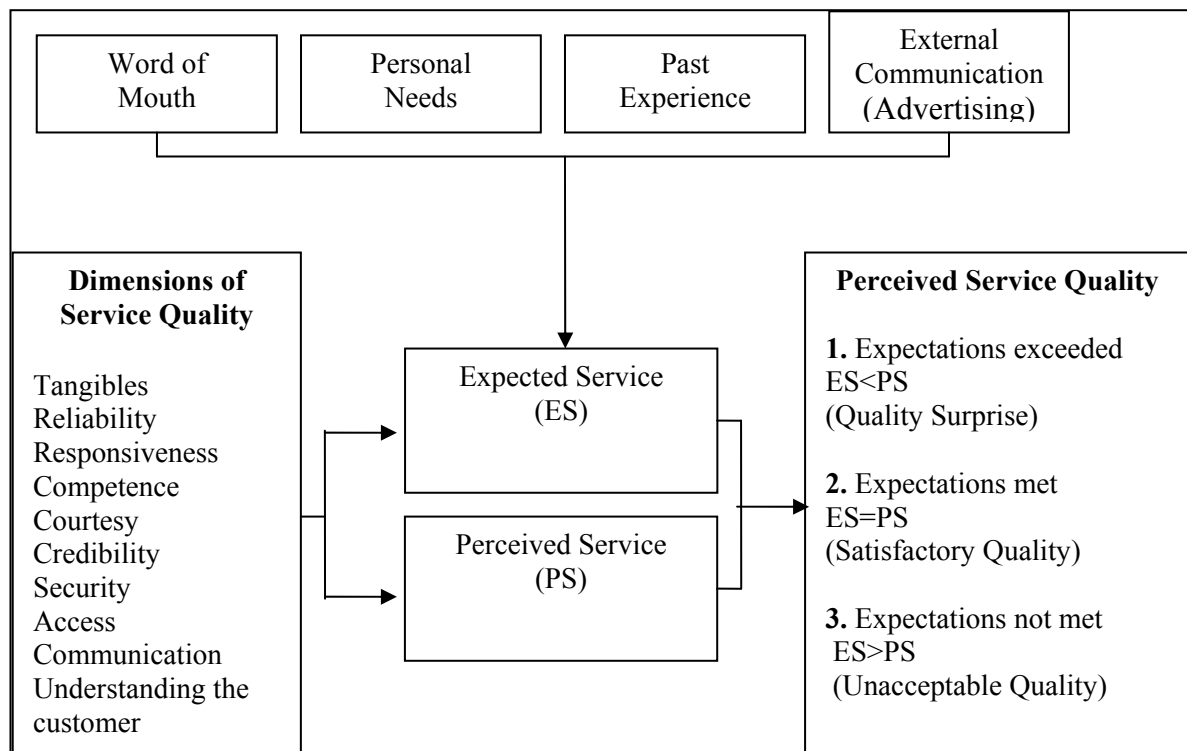 Word of
Mouth
Personal
Needs
Past
Experience
External
Communication
(Advertising)
Dimensions of
Service Quality
Tangibles
Reliability
Responsiveness
Competence
Courtesy
Credibility
Security
Access
Communication
Understanding the
customer
Expected Service
(ES)
Perceived Service
(PS)
Perceived Service Quality
1. Expectations exceeded
ES<PS
(Quality Surprise)
2. Expectations met
ES=PS
(Satisfactory Quality)
3. Expectations not met
ES>PS
(Unacceptable Quality)